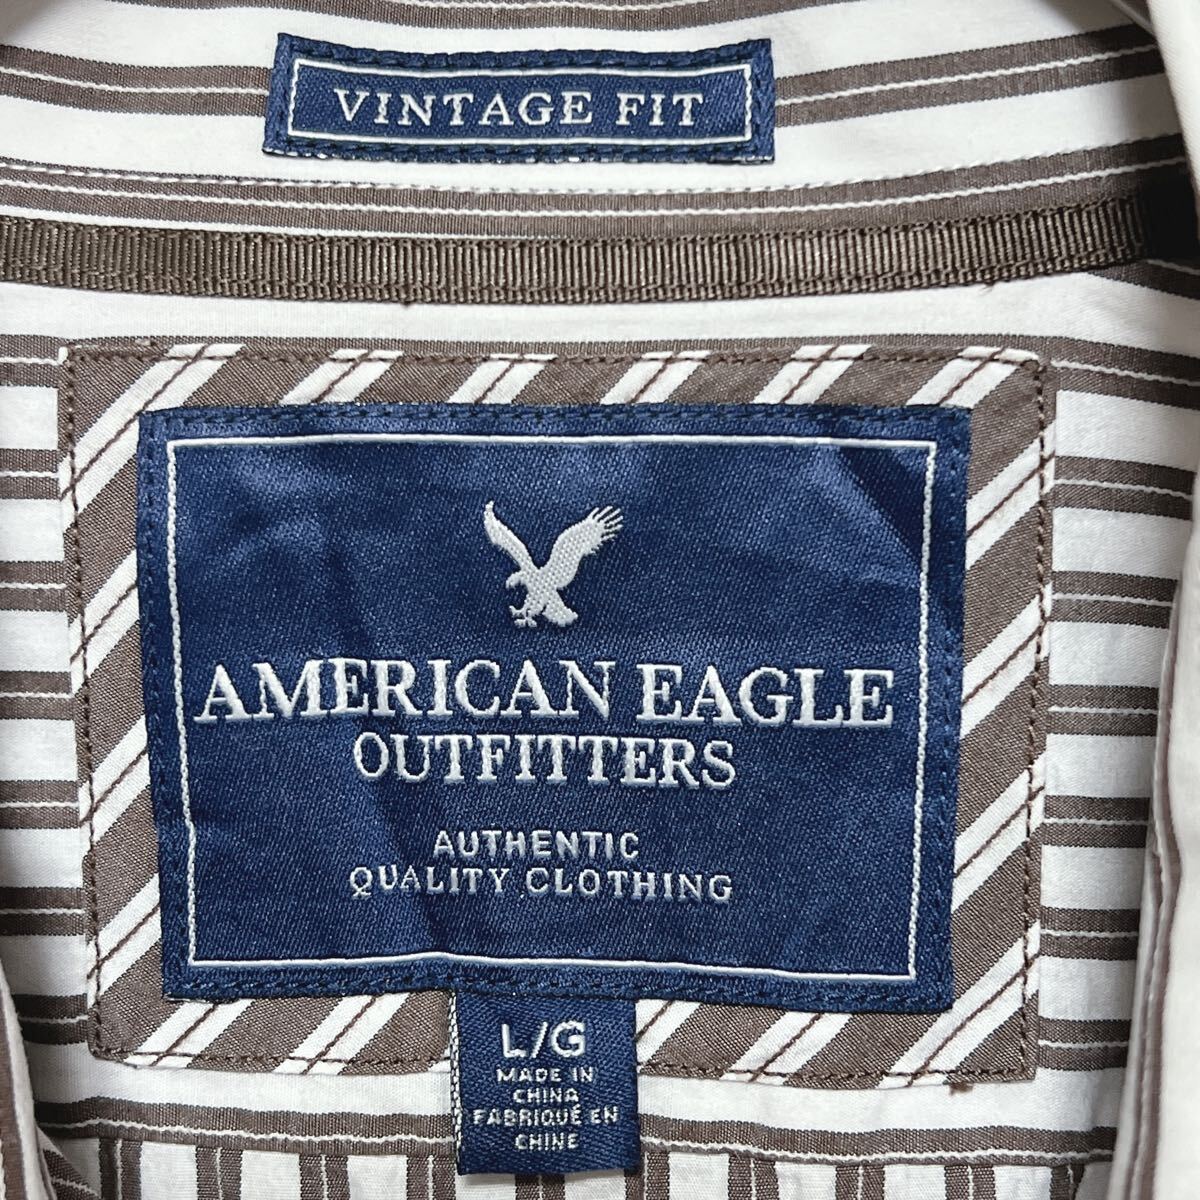 VINTAGE FIT
AMERICAN EAGLE
OUTFITTERS
AUTHENTIC
QUALITY CLOTHING
L/G
MADE IN
CHINA
FABRIQUÉ EN
CHINE